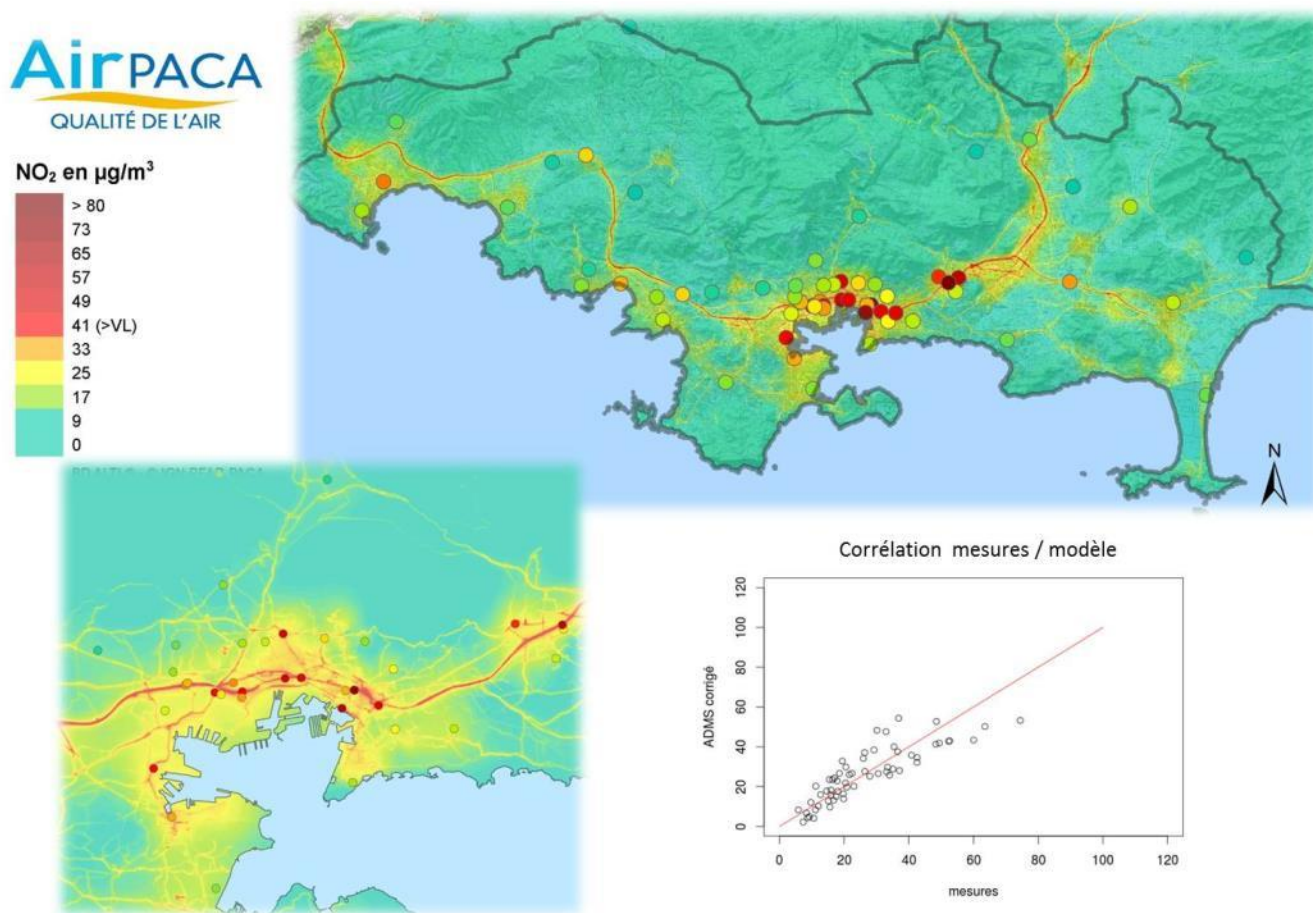 AirPACA
QUALITÉ DE L'AIR
NO₂ en µg/m³
> 80
73
65
57
49
41 (>VL)
33
25
17
9
0
N
Corrélation mesures / modèle
ADMS corrigé
120
100
80
60
40
20
0
0 20 40 60 80 100 120
mesures